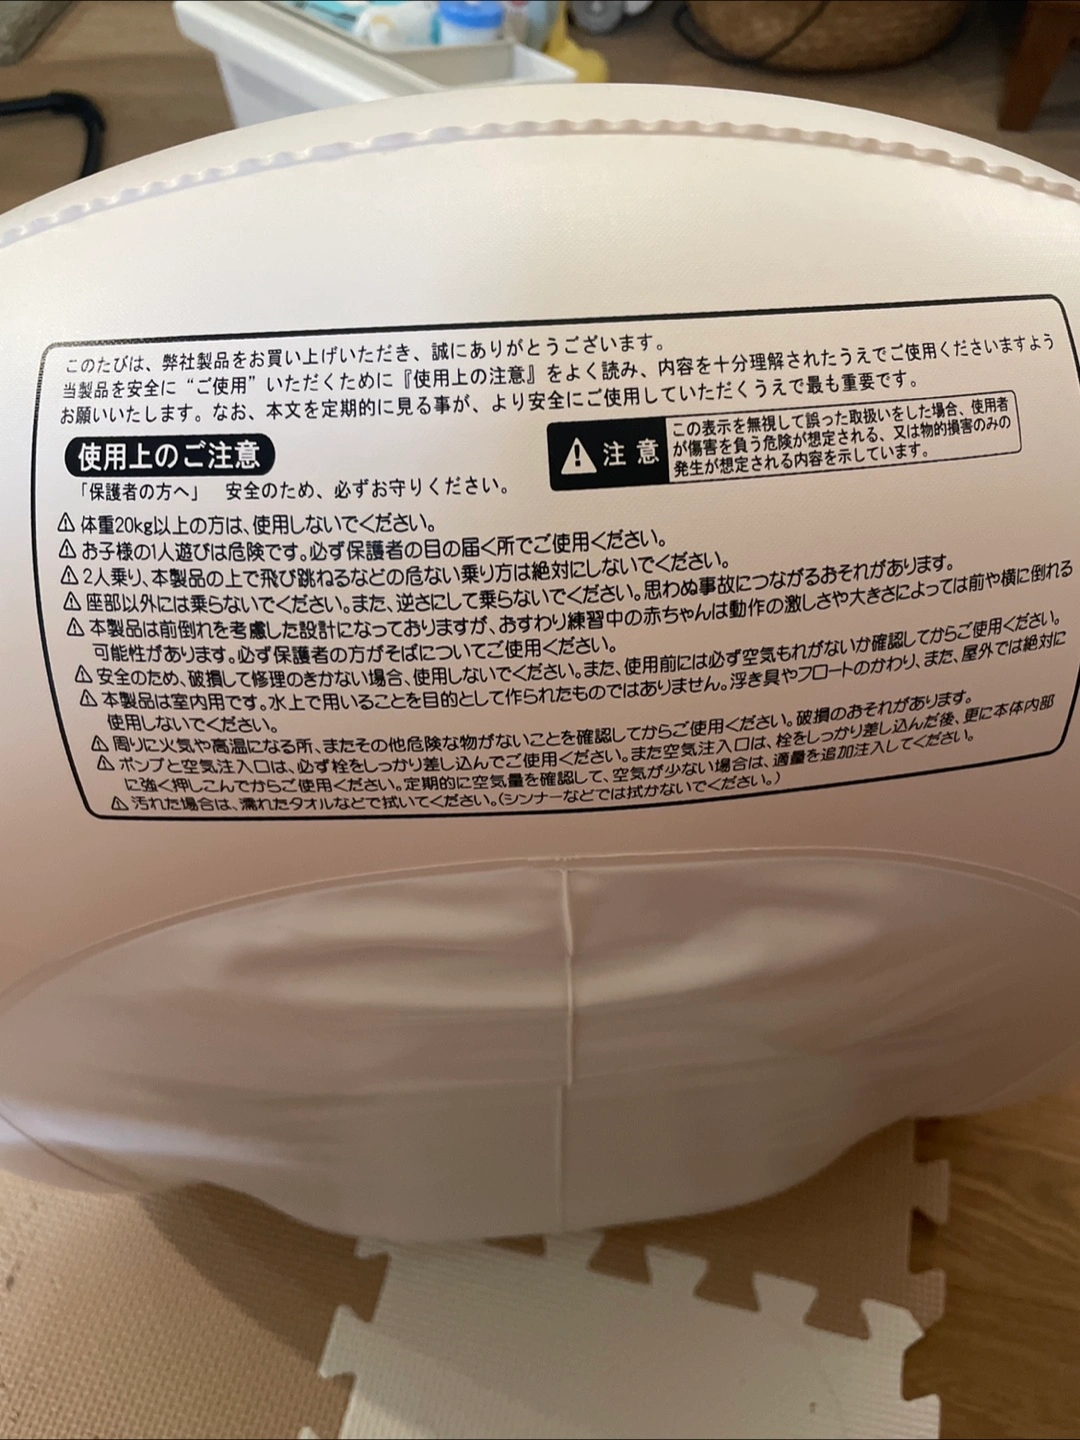 このたびは、弊社製品をお買い上げいただき、誠にありがとうございます。
当製品を安全に“ご使用”いただくために『使用上の注意』をよく読み、内容を十分理解されたうえでご使用くださいますよう
お願いいたします。なお、本文を定期的に見る事が、より安全にご使用していただくうえで最も重要です。
使用上のご注意
「保護者の方へ」　安全のため、必ずお守りください。
⚠注意
この表示を無視して誤った取扱いをした場合、使用者
が傷害を負う危険が想定される、又は物的損害のみの
発生が想定される内容を示しています。
⚠体重20kg以上の方は、使用しないでください。
⚠お子様の1人遊びは危険です。必ず保護者の目の届く所でご使用ください。
⚠2人乗り、本製品の上で飛び跳ねるなどの危ない乗り方は絶対にしないでください。
⚠座部以外には乗らないでください。また、逆さにして乗らないでください。思わぬ事故につながるおそれがあります。
⚠本製品は前倒れを考慮した設計になっておりますが、おすわり練習中の赤ちゃんは動作の激しさや大きさによっては前や横に倒れる
可能性があります。必ず保護者の方がそばについてご使用ください。
⚠安全のため、破損して修理のきかない場合、使用しないでください。また、使用前には必ず空気もれがないか確認してからご使用ください。
⚠本製品は室内用です。水上で用いることを目的として作られたものではありません。浮き具やフロートのかわり、また、屋外では絶対に
使用しないでください。
⚠周りに火気や高温になる所、またその他危険な物がないことを確認してからご使用ください。破損のおそれがあります。
⚠ポンプと空気注入口は、必ず栓をしっかり差し込んでご使用ください。また空気注入口は、栓をしっかり差し込んだ後、更に本体内部
に強く押しこんでからご使用ください。定期的に空気量を確認して、空気が少ない場合は、適量を追加注入してください。
⚠汚れた場合は、濡れたタオルなどで拭いてください。(シンナーなどでは拭かないでください。)